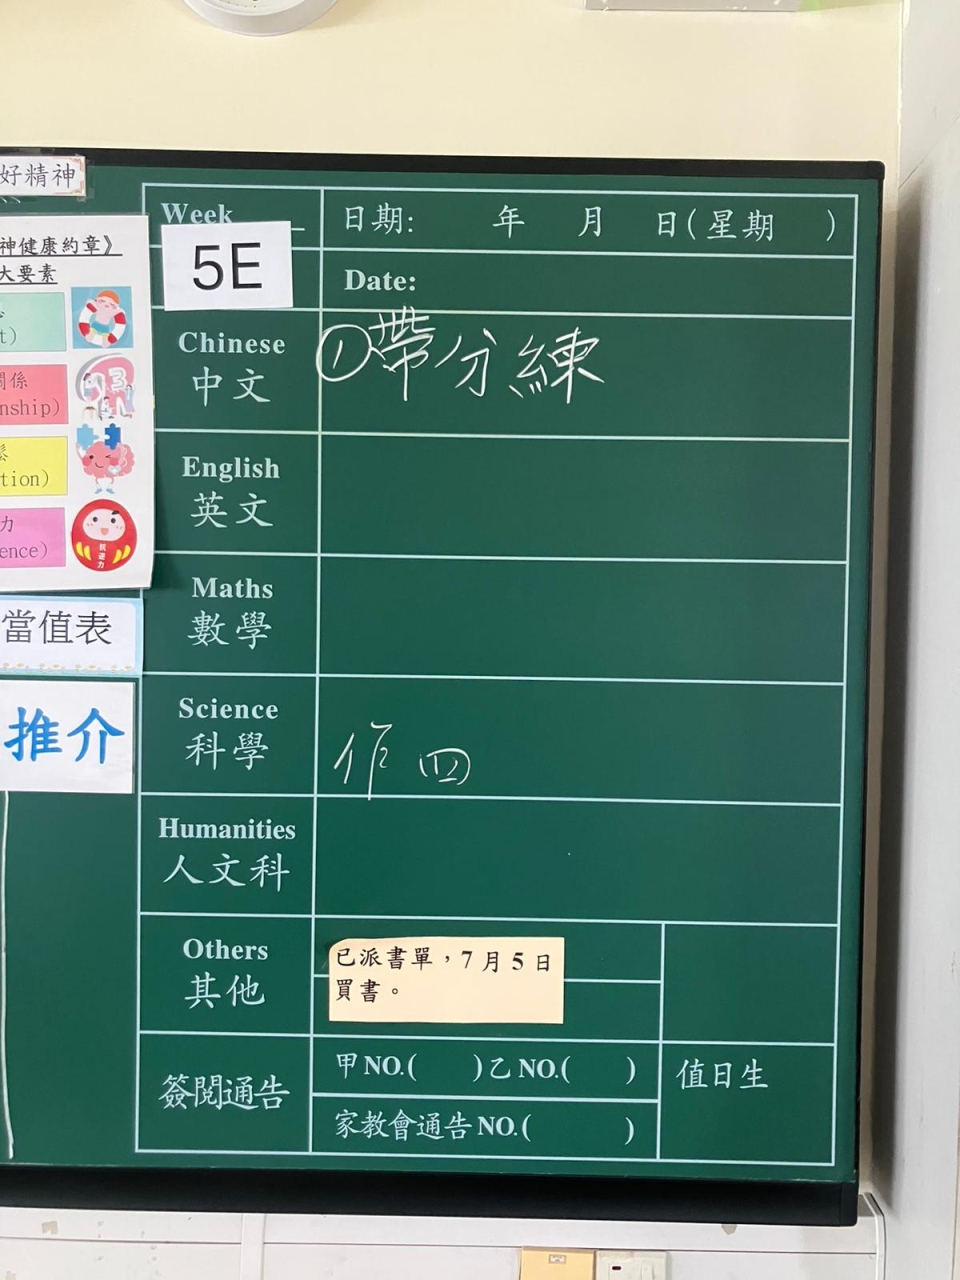 好精神
神健康約章》
大要素
t)
關係
nship)
鬆
tion)
力
ence)
當值表
推介
Week
5E
日期: 年 月 日(星期 )
Date:
Chinese
中文
①帶分練
English
英文
Maths
數學
Science
科學
作四
Humanities
人文科
Others
其他
已派書單，7月5日
買書。
簽閱通告
甲NO.( )乙NO.( )
家教會通告NO.( )
值日生